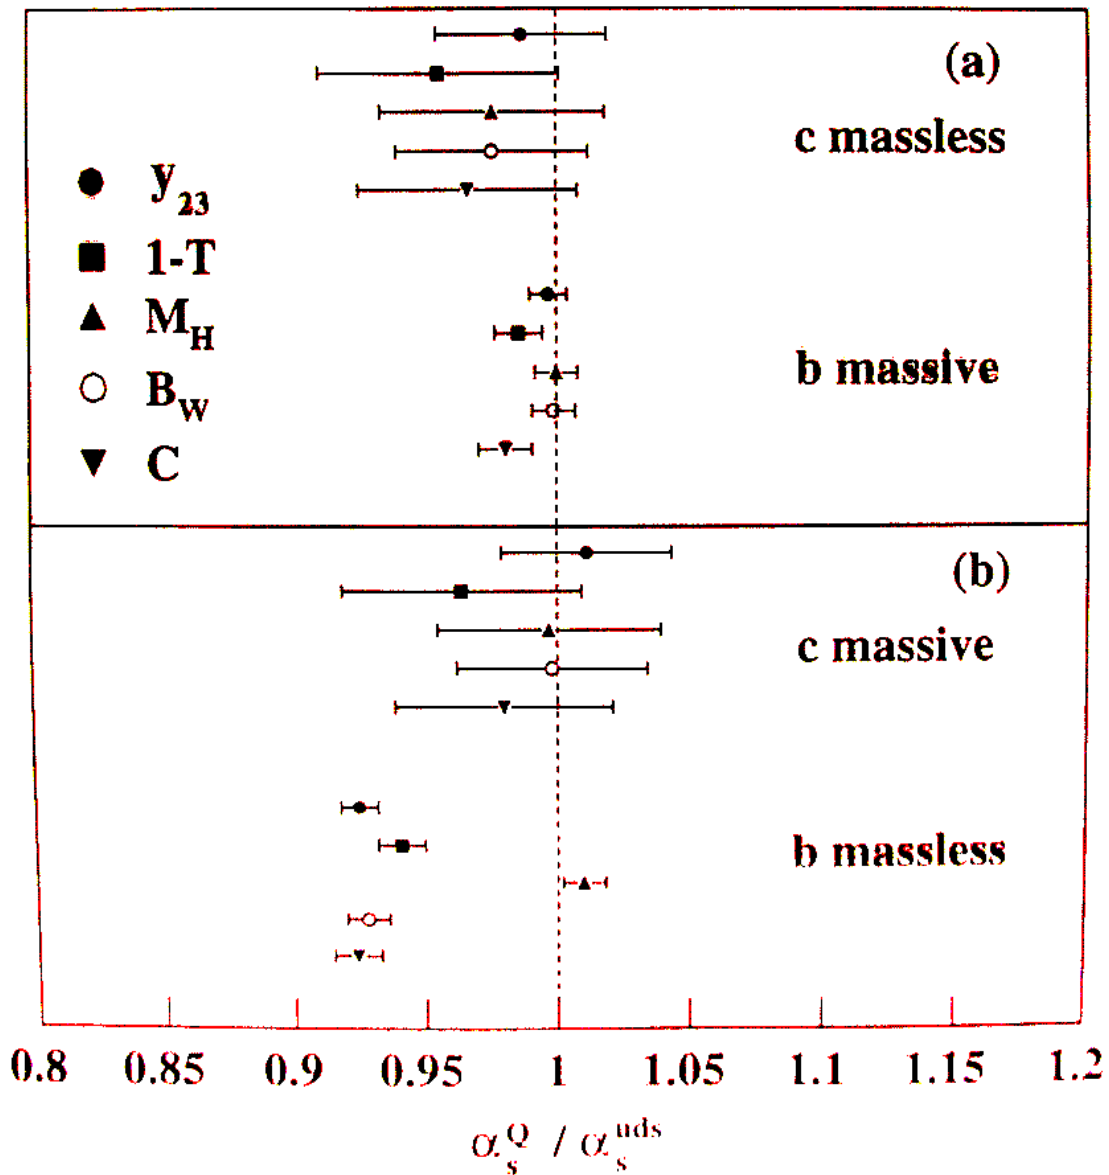 (a)
c massless
y23
1-T
MH
BW
C
b massive
(b)
c massive
b massless
0.8 0.85 0.9 0.95 1 1.05 1.1 1.15 1.2
αsQ / αsuds